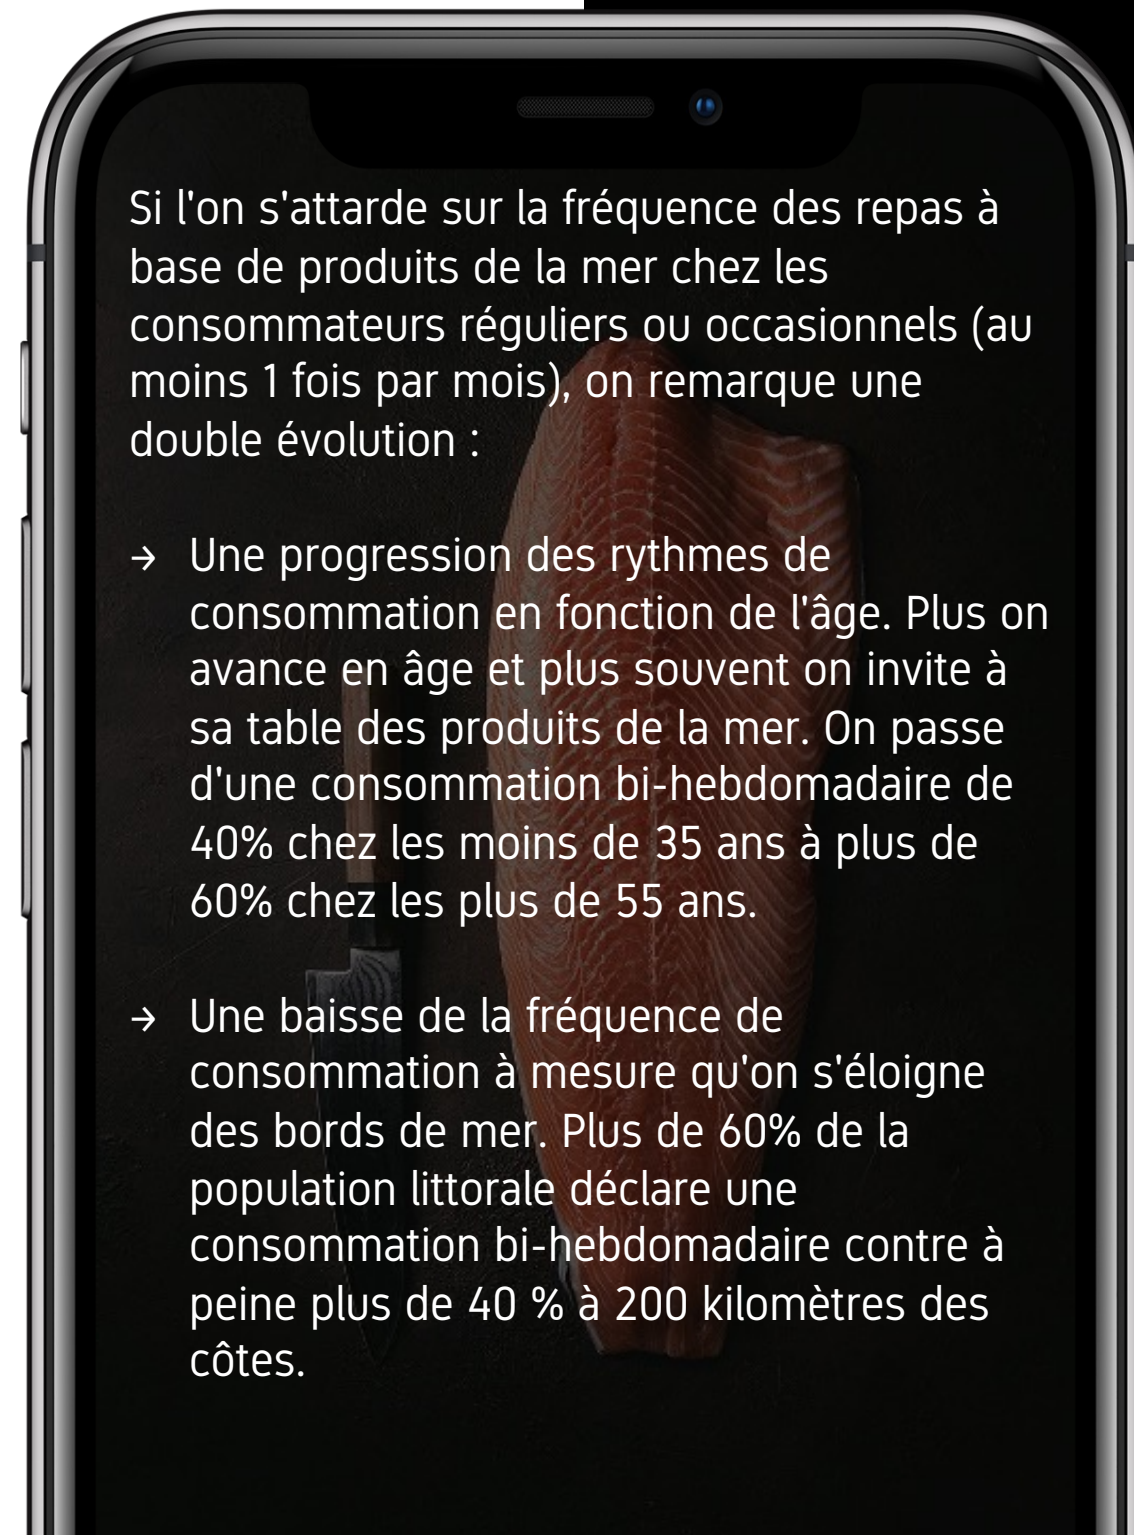 Si l'on s'attarde sur la fréquence des repas à
base de produits de la mer chez les
consommateurs réguliers ou occasionnels (au
moins 1 fois par mois), on remarque une
double évolution :
→ Une progression des rythmes de
consommation en fonction de l'âge. Plus on
avance en âge et plus souvent on invite à
sa table des produits de la mer. On passe
d'une consommation bi-hebdomadaire de
40% chez les moins de 35 ans à plus de
60% chez les plus de 55 ans.
→ Une baisse de la fréquence de
consommation à mesure qu'on s'éloigne
des bords de mer. Plus de 60% de la
population littorale déclare une
consommation bi-hebdomadaire contre à
peine plus de 40 % à 200 kilomètres des
côtes.